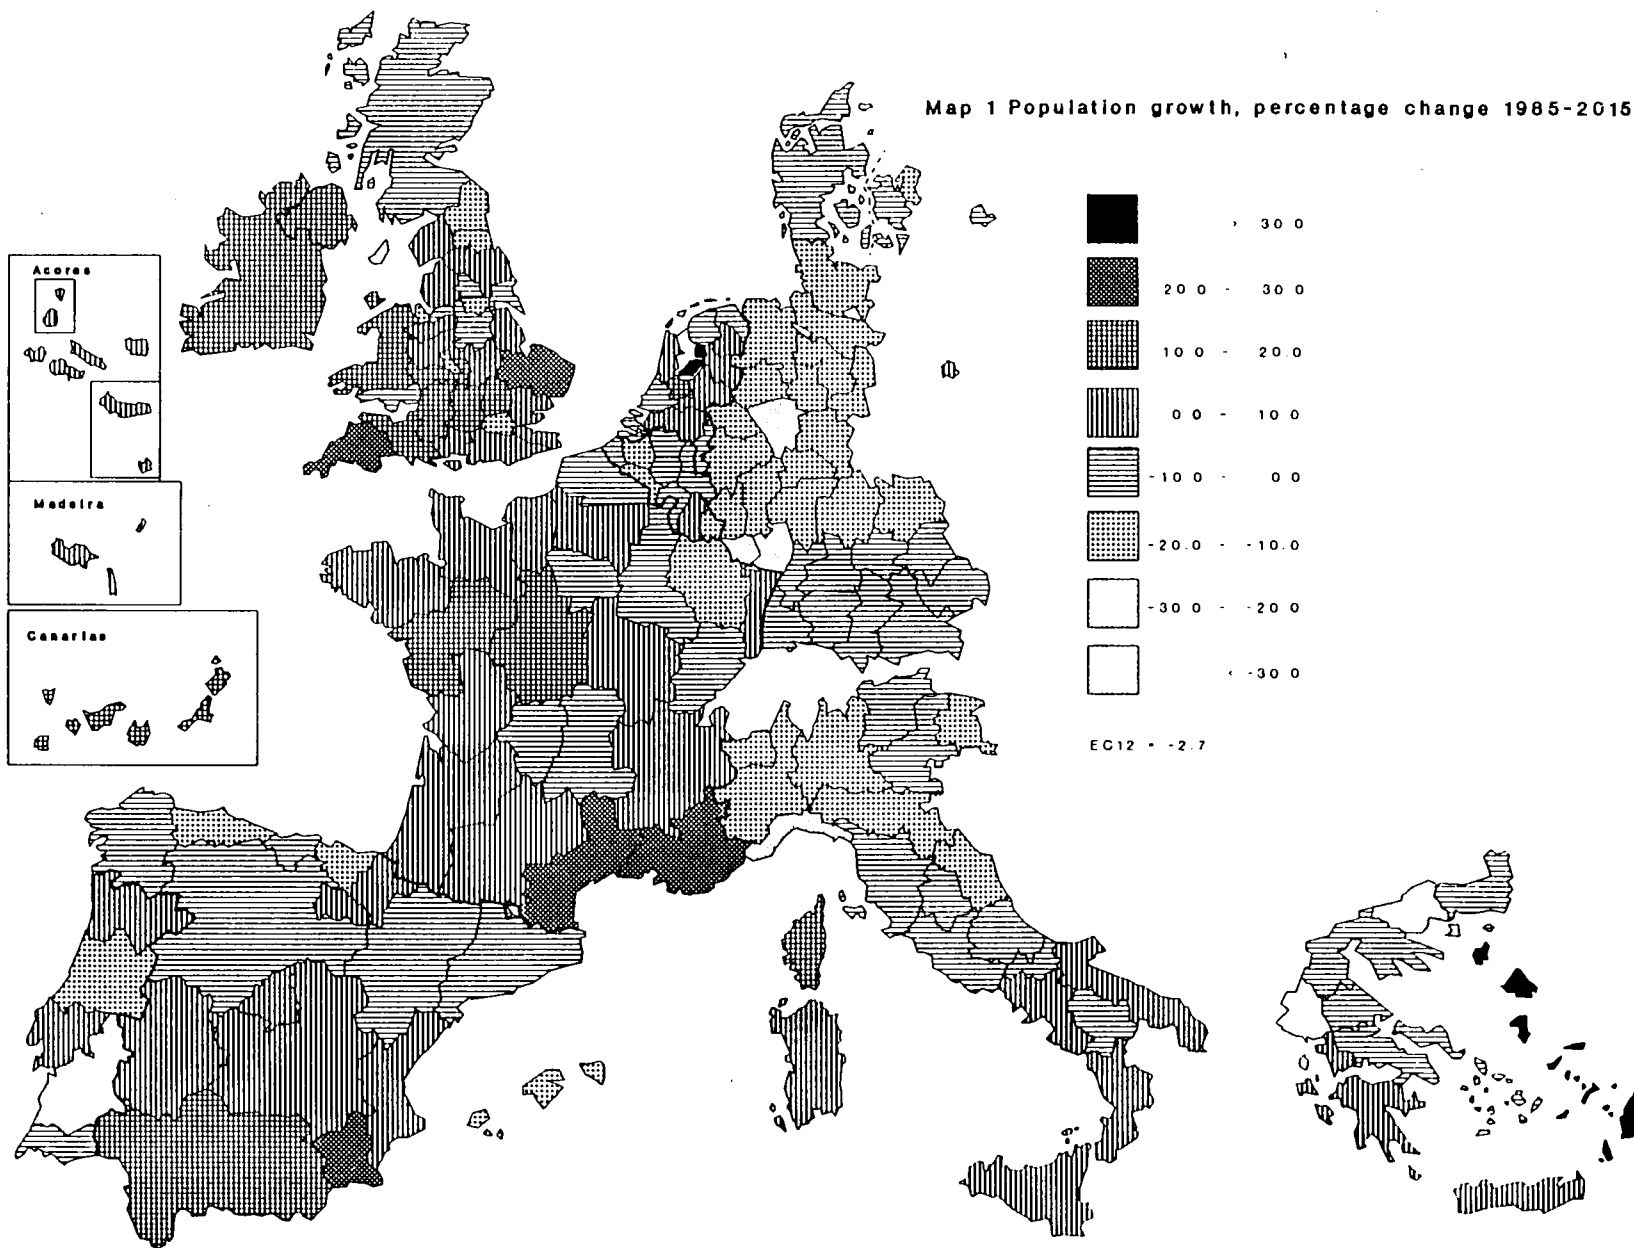 Map 1 Population growth, percentage change 1985-2015
› 30 0
20 0 - 30 0
10 0 - 20.0
0 0 - 10 0
-10 0 - 0 0
-20.0 - -10.0
-30 0 - -20 0
‹ -30 0
EC12 = -2.7
Acores
Madeira
Canarias